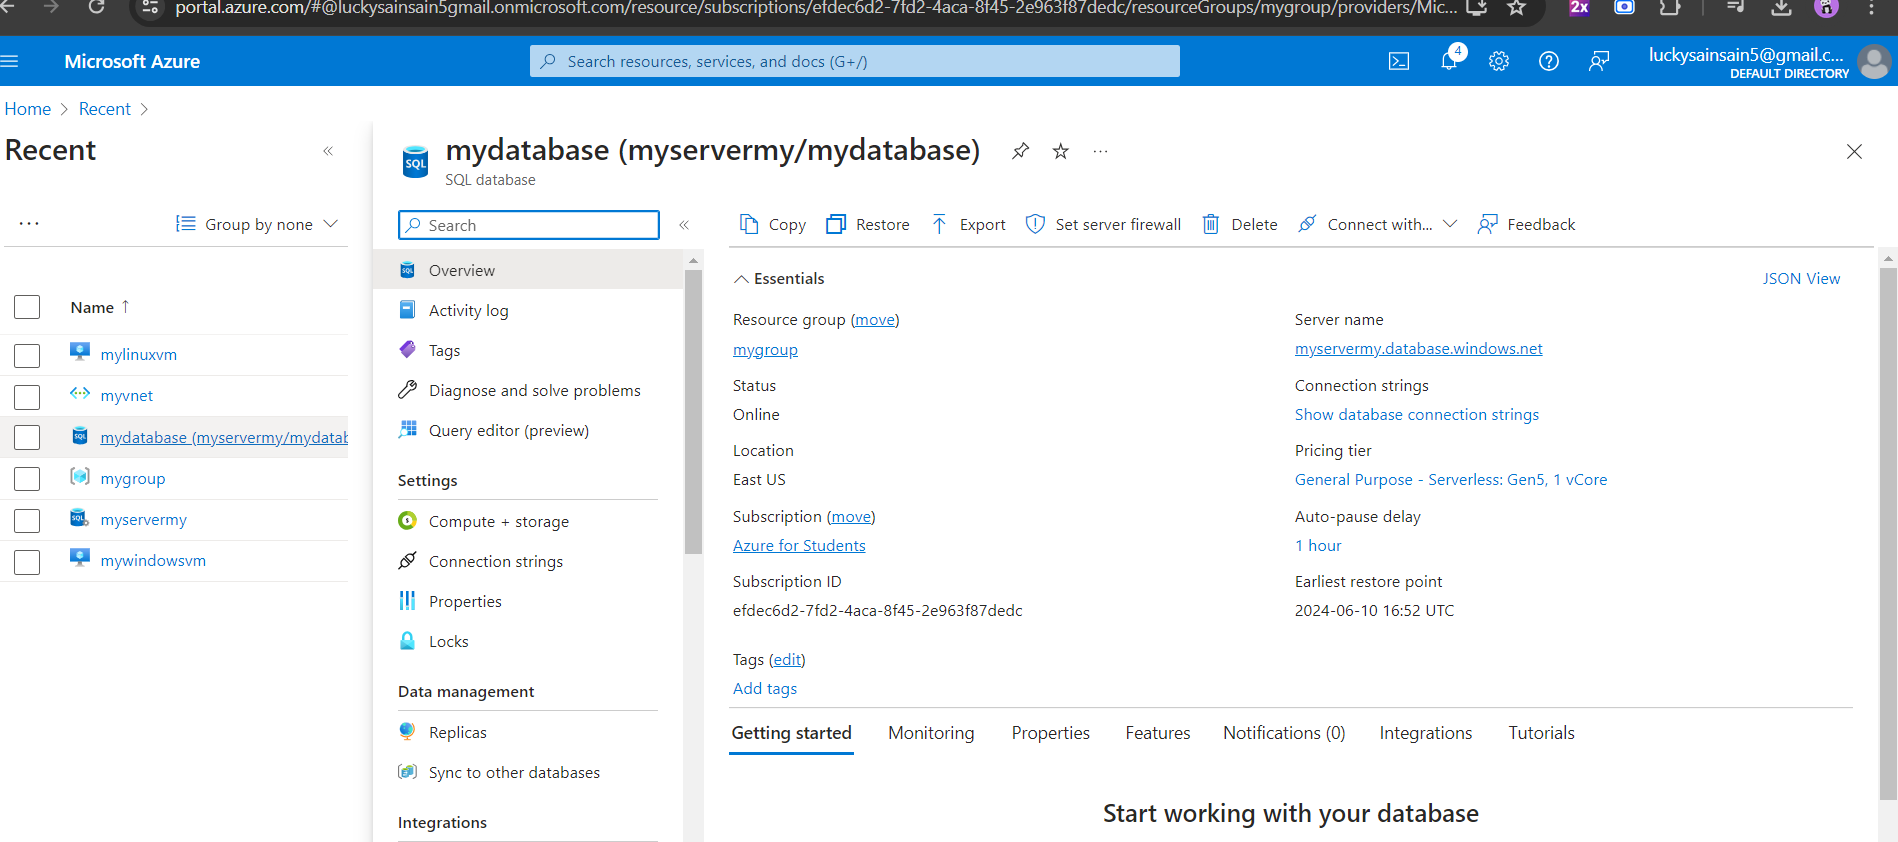 portal.azure.com/#@luckysainsain5gmail.onmicrosoft.com/resource/subscriptions/efdec6d2-7fd2-4aca-8f45-2e963f87dedc/resourceGroups/mygroup/providers/Mic...
2x
Microsoft Azure
Search resources, services, and docs (G+/)
4
luckysainsain5@gmail.c...
DEFAULT DIRECTORY
Home > Recent >
Recent
«
...
Group by none
Name ↑
mylinuxvm
myvnet
mydatabase (myservermy/mydatab
mygroup
myservermy
mywindowsvm
SQL
mydatabase (myservermy/mydatabase)
...
SQL database
Search
«
Overview
Activity log
Tags
Diagnose and solve problems
Query editor (preview)
Settings
Compute + storage
Connection strings
Properties
Locks
Data management
Replicas
Sync to other databases
Integrations
Copy
Restore
Export
Set server firewall
Delete
Connect with...
Feedback
Essentials
JSON View
Resource group (move)
mygroup
Status
Online
Location
East US
Subscription (move)
Azure for Students
Subscription ID
efdec6d2-7fd2-4aca-8f45-2e963f87dedc
Server name
myservermy.database.windows.net
Connection strings
Show database connection strings
Pricing tier
General Purpose - Serverless: Gen5, 1 vCore
Auto-pause delay
1 hour
Earliest restore point
2024-06-10 16:52 UTC
Tags (edit)
Add tags
Getting started
Monitoring
Properties
Features
Notifications (0)
Integrations
Tutorials
Start working with your database